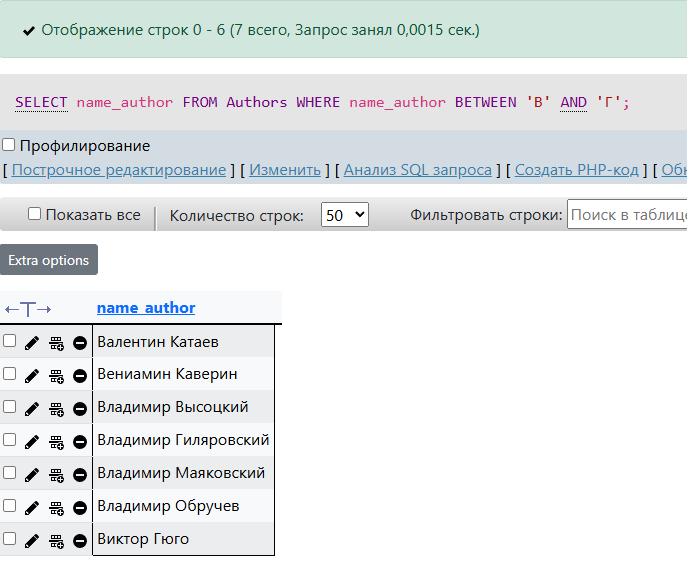 Отображение строк 0 - 6 (7 всего, Запрос занял 0,0015 сек.)
SELECT name_author FROM Authors WHERE name_author BETWEEN 'В' AND 'Г';
Профилирование
[ Построчное редактирование ] [ Изменить ] [ Анализ SQL запроса ] [ Создать PHP-код ] [ Обн
Показать все Количество строк: 50 Фильтровать строки: Поиск в таблице
Extra options
←T→ name_author
Валентин Катаев
Вениамин Каверин
Владимир Высоцкий
Владимир Гиляровский
Владимир Маяковский
Владимир Обручев
Виктор Гюго